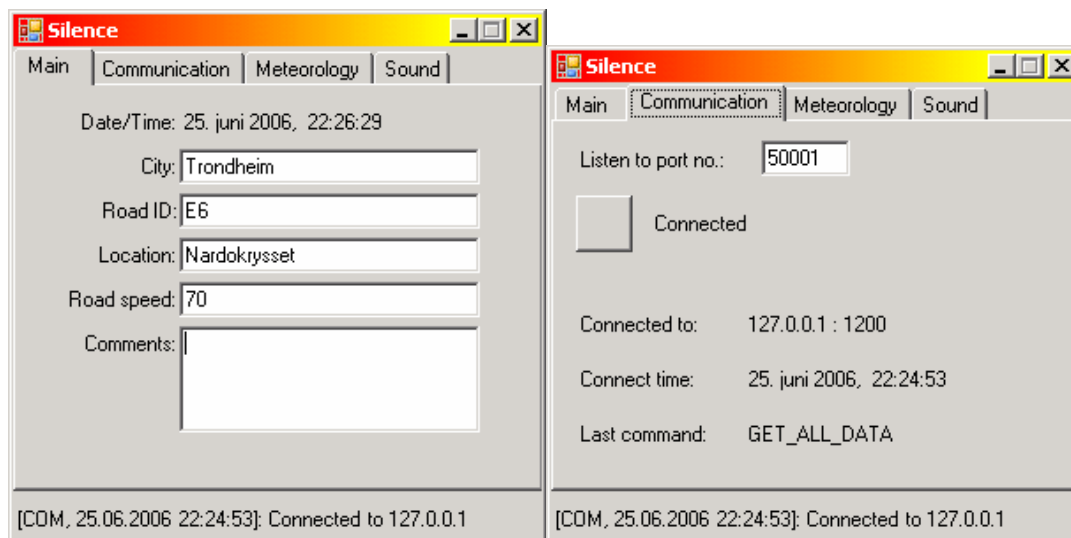 Silence
Main Communication Meteorology Sound
Date/Time: 25. juni 2006, 22:26:29
City: Trondheim
Road ID: E6
Location: Nardokrysset
Road speed: 70
Comments:
[COM, 25.06.2006 22:24:53]: Connected to 127.0.0.1
Silence
Main Communication Meteorology Sound
Listen to port no.: 50001
Connected
Connected to: 127.0.0.1 : 1200
Connect time: 25. juni 2006, 22:24:53
Last command: GET_ALL_DATA
[COM, 25.06.2006 22:24:53]: Connected to 127.0.0.1